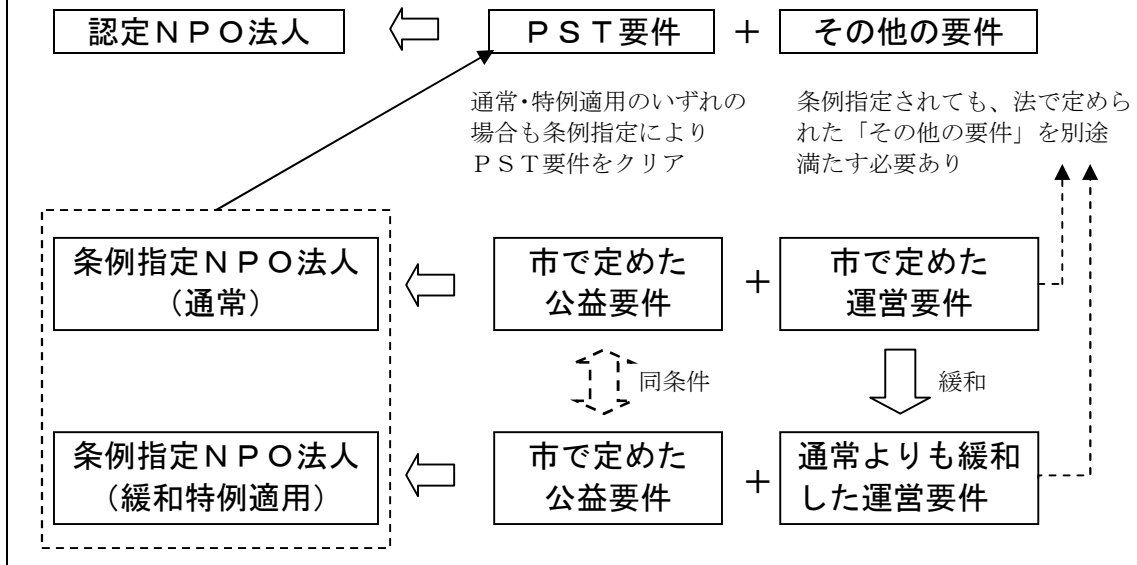 認定ＮＰＯ法人
ＰＳＴ要件
＋
その他の要件
通常・特例適用のいずれの
場合も条例指定により
ＰＳＴ要件をクリア
条例指定されても、法で定めら
れた「その他の要件」を別途
満たす必要あり
条例指定ＮＰＯ法人
（通常）
市で定めた
公益要件
＋
市で定めた
運営要件
同条件
緩和
条例指定ＮＰＯ法人
（緩和特例適用）
市で定めた
公益要件
＋
通常よりも緩和
した運営要件